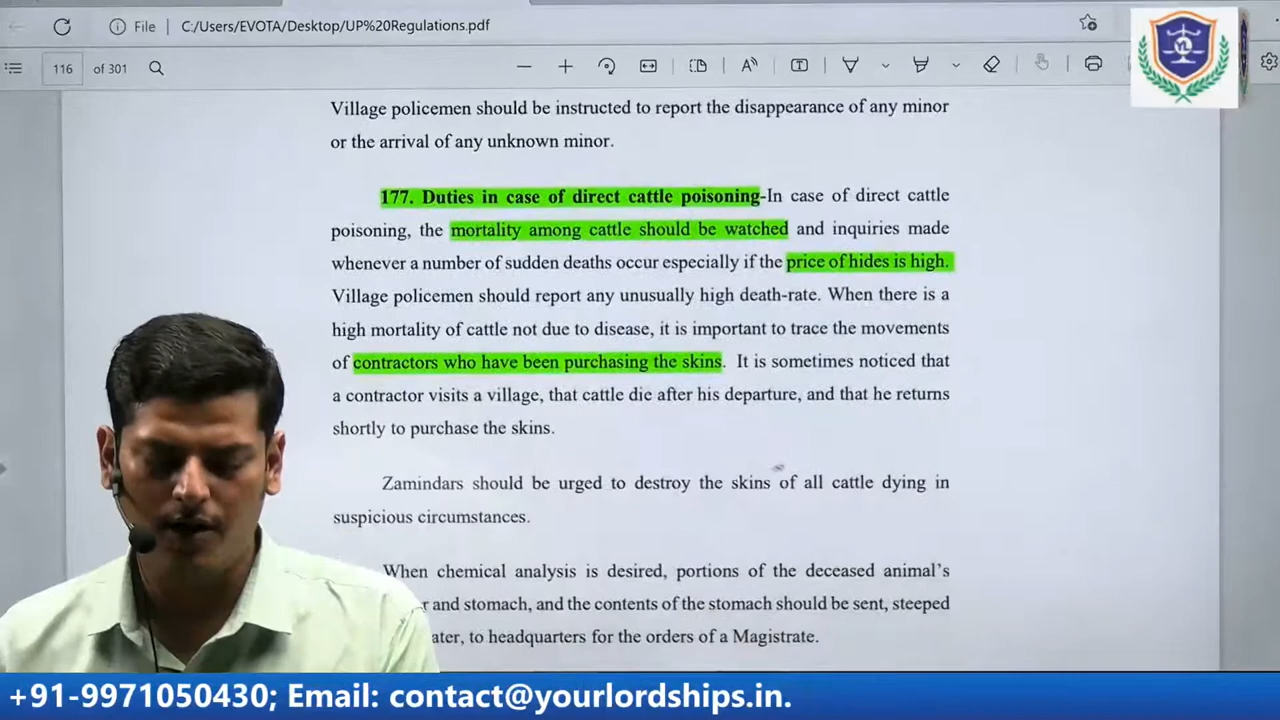 File | C:/Users/EVOTA/Desktop/UP%20Regulations.pdf
116 of 301
YL
Village policemen should be instructed to report the disappearance of any minor
or the arrival of any unknown minor.
177. Duties in case of direct cattle poisoning-In case of direct cattle
poisoning, the mortality among cattle should be watched and inquiries made
whenever a number of sudden deaths occur especially if the price of hides is high.
Village policemen should report any unusually high death-rate. When there is a
high mortality of cattle not due to disease, it is important to trace the movements
of contractors who have been purchasing the skins. It is sometimes noticed that
a contractor visits a village, that cattle die after his departure, and that he returns
shortly to purchase the skins.
Zamindars should be urged to destroy the skins of all cattle dying in
suspicious circumstances.
When chemical analysis is desired, portions of the deceased animal’s
r and stomach, and the contents of the stomach should be sent, steeped
ater, to headquarters for the orders of a Magistrate.
+91-9971050430; Email: contact@yourlordships.in.